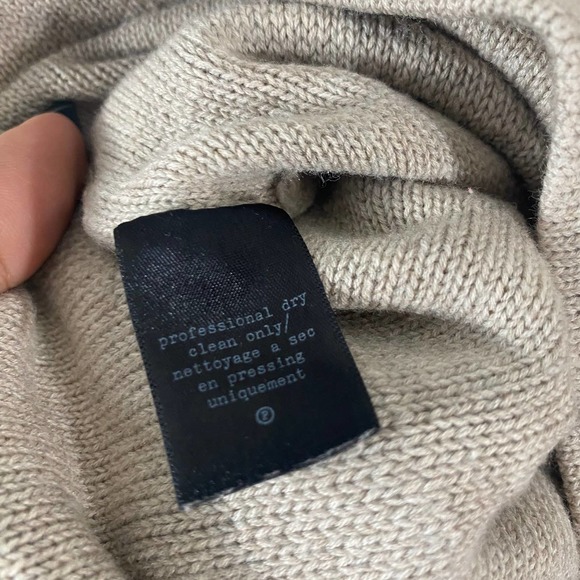 professional dry
clean only/
nettoyage a sec
en pressing
uniquement
Ⓟ